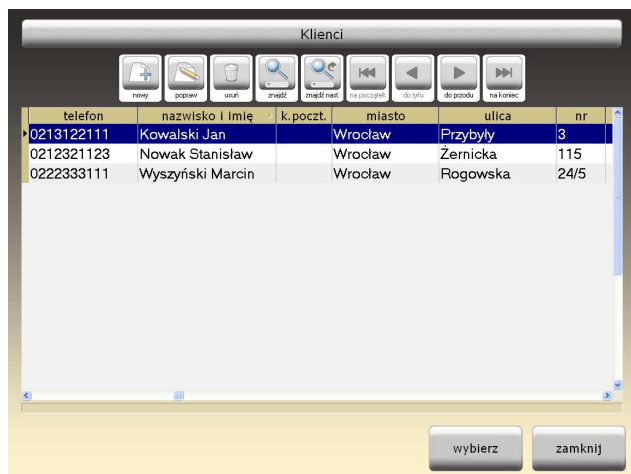 Klienci
nowy popraw usuń znajdź znajdź nast. na początek do tyłu do przodu na koniec
telefon nazwisko i imię k.poczt. miasto ulica nr
0213122111 Kowalski Jan Wrocław Przybyły 3
0212321123 Nowak Stanisław Wrocław Żernicka 115
0222333111 Wyszyński Marcin Wrocław Rogowska 24/5
wybierz zamknij